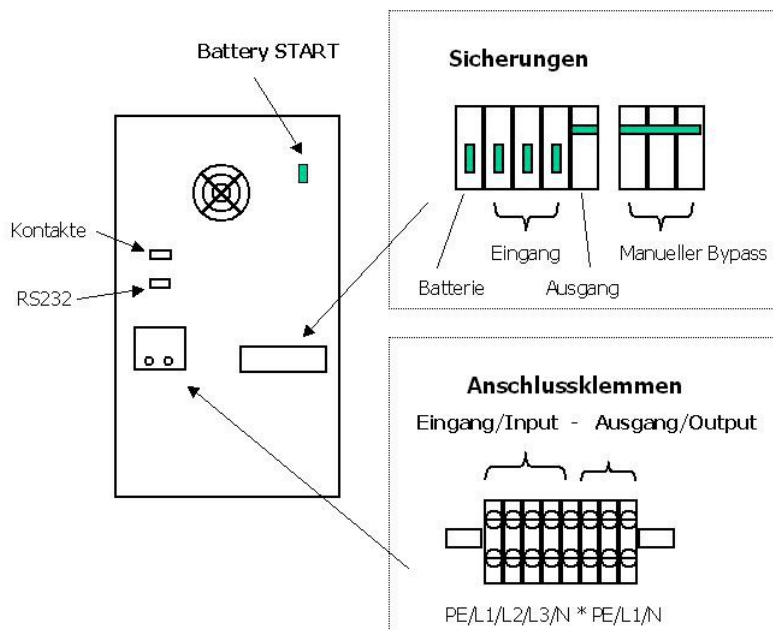 Battery START
Kontakte
RS232
Sicherungen
Eingang
Manueller Bypass
Batterie
Ausgang
Anschlussklemmen
Eingang/Input - Ausgang/Output
PE/L1/L2/L3/N * PE/L1/N